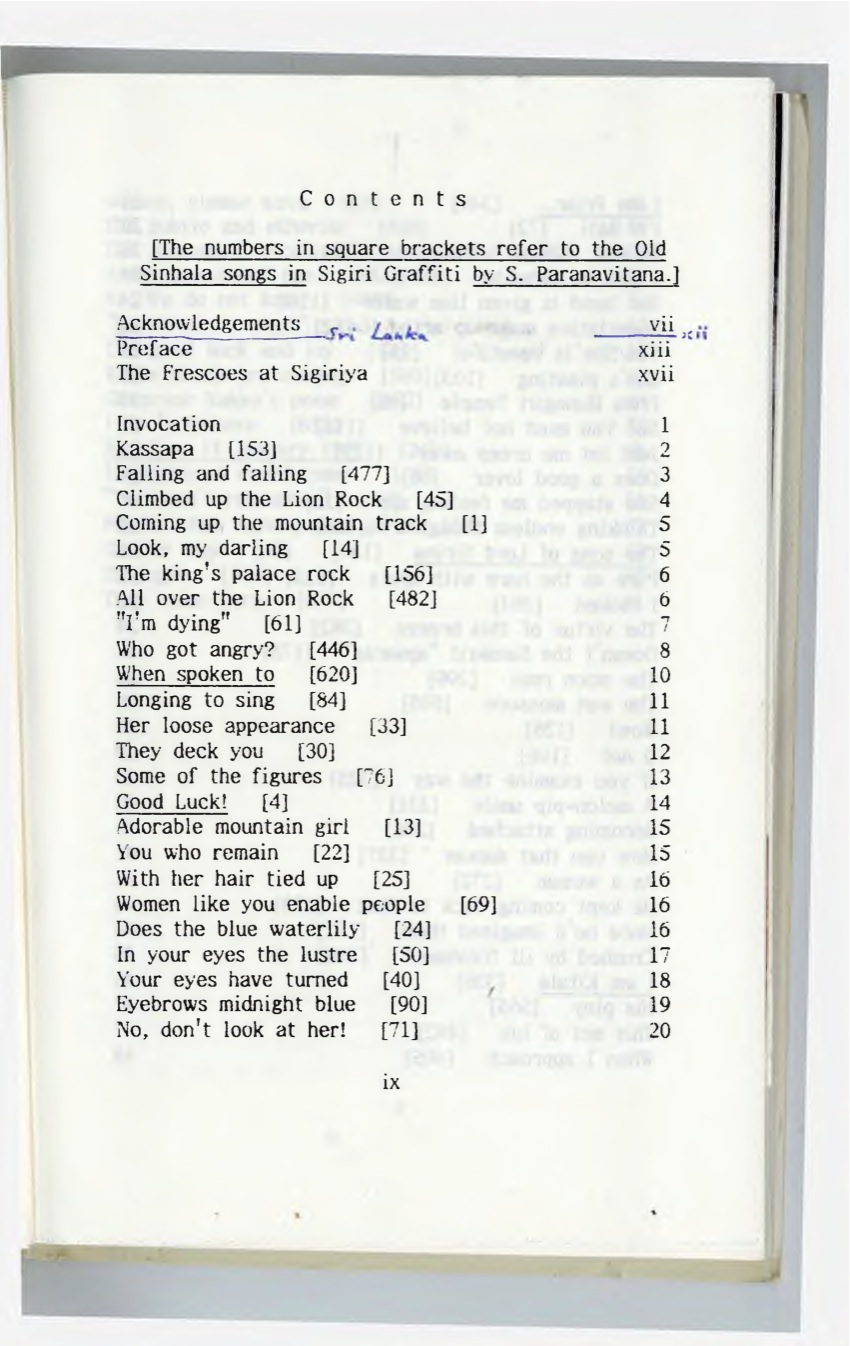 Contents
[The numbers in square brackets refer to the Old
Sinhala songs in Sigiri Graffiti by S. Paranavitana.]
Acknowledgements vii
Sri Lanka xii
Preface xiii
The Frescoes at Sigiriya xvii
Invocation 1
Kassapa [153] 2
Falling and falling [477] 3
Climbed up the Lion Rock [45] 4
Coming up the mountain track [1] 5
Look, my darling [14] 5
The king's palace rock [156] 6
All over the Lion Rock [482] 6
"I'm dying" [61] 7
Who got angry? [446] 8
When spoken to [620] 10
Longing to sing [84] 11
Her loose appearance [33] 11
They deck you [30] 12
Some of the figures [76] 13
Good Luck! [4] 14
Adorable mountain girl [13] 15
You who remain [22] 15
With her hair tied up [25] 16
Women like you enable people [69] 16
Does the blue waterlily [24] 16
In your eyes the lustre [50] 17
Your eyes have turned [40] 18
Eyebrows midnight blue [90] 19
No, don't look at her! [71] 20
ix